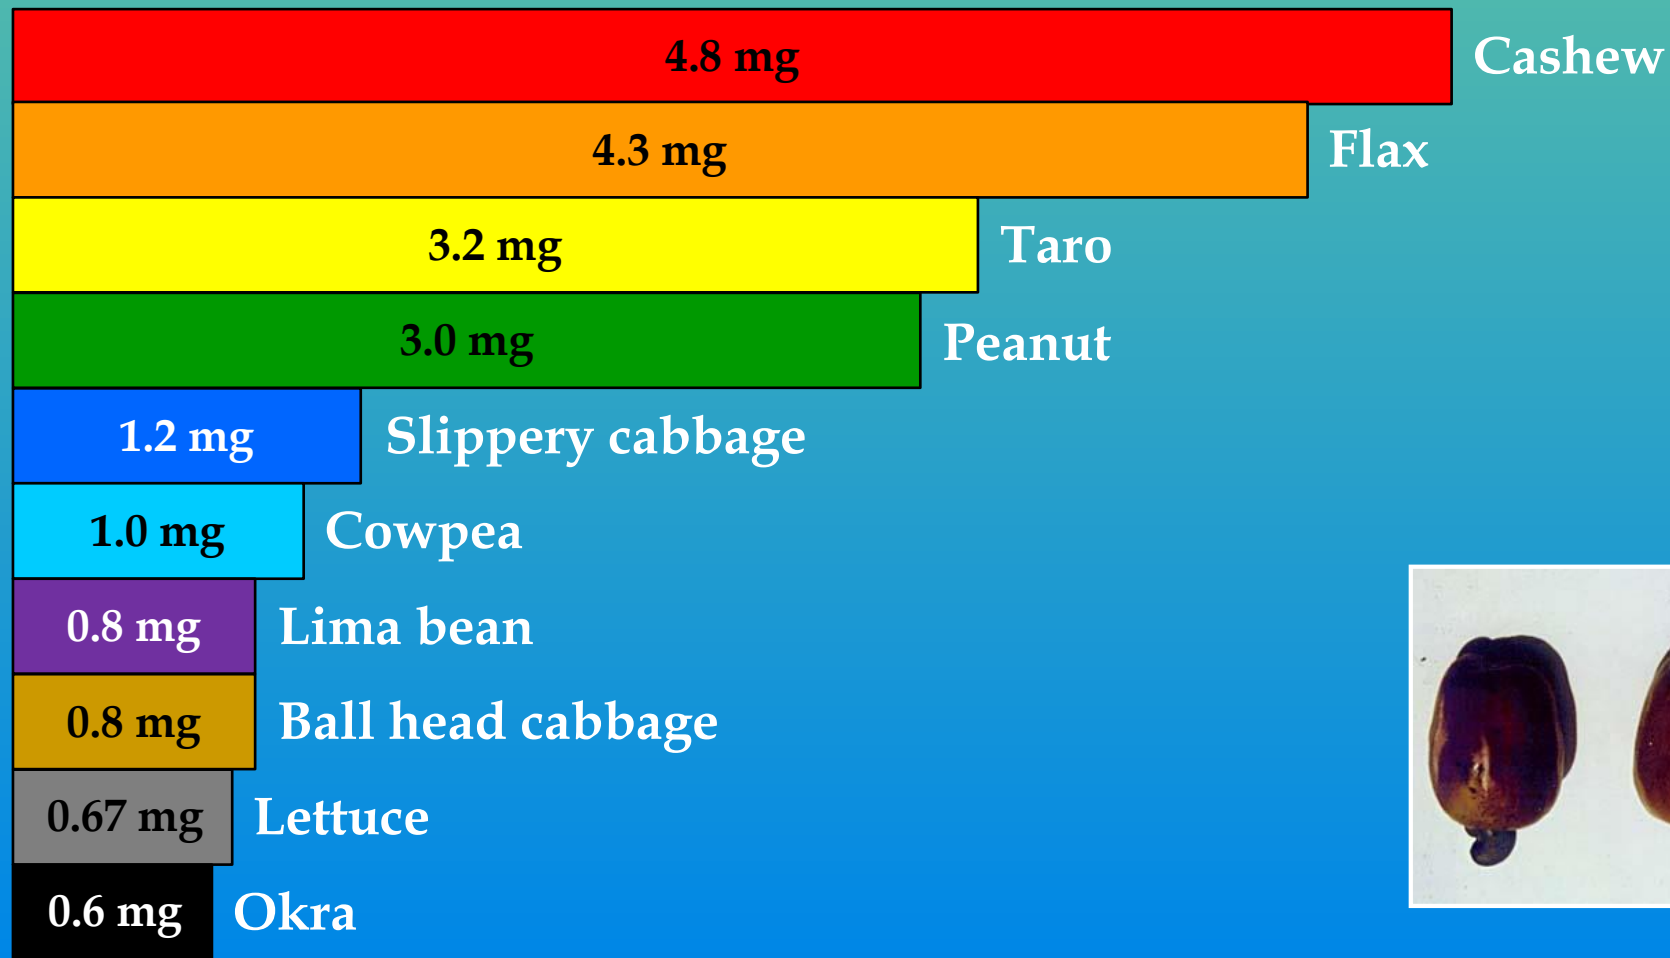 4.8 mg Cashew
4.3 mg Flax
3.2 mg Taro
3.0 mg Peanut
1.2 mg Slippery cabbage
1.0 mg Cowpea
0.8 mg Lima bean
0.8 mg Ball head cabbage
0.67 mg Lettuce
0.6 mg Okra